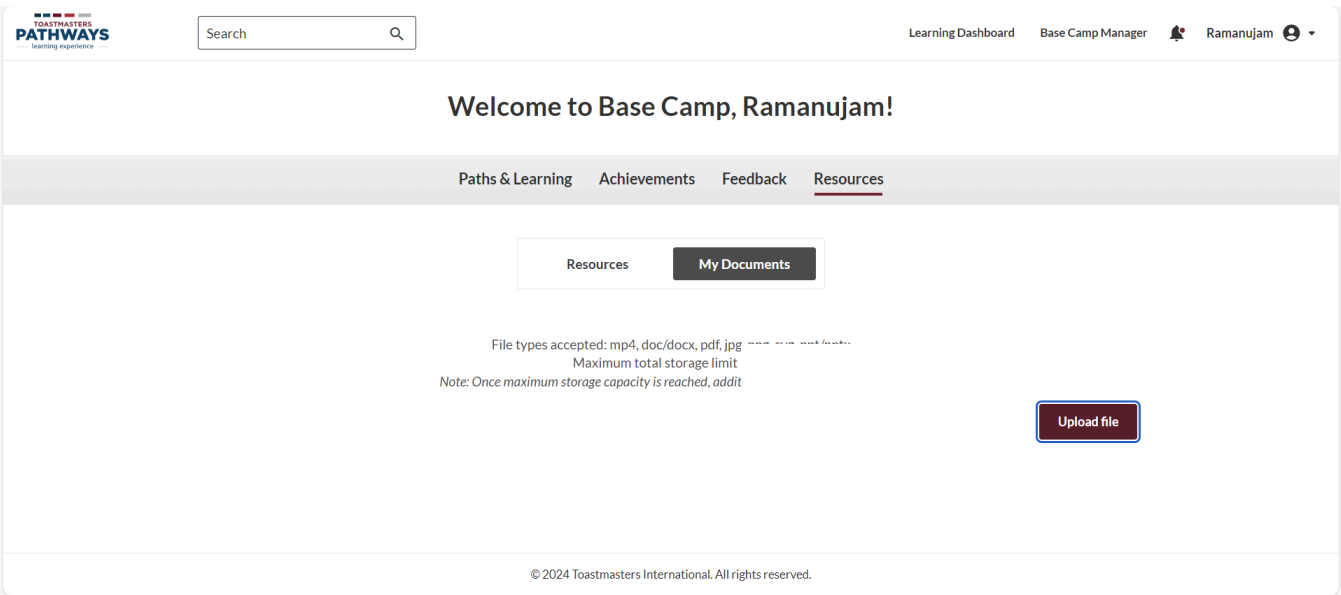 TOASTMASTERS
PATHWAYS
learning experience
Search
Learning Dashboard
Base Camp Manager
Ramanujam
Welcome to Base Camp, Ramanujam!
Paths & Learning
Achievements
Feedback
Resources
Resources
My Documents
File types accepted: mp4, doc/docx, pdf, jpg
Maximum total storage limit
Note: Once maximum storage capacity is reached, addit
Upload file
© 2024 Toastmasters International. All rights reserved.